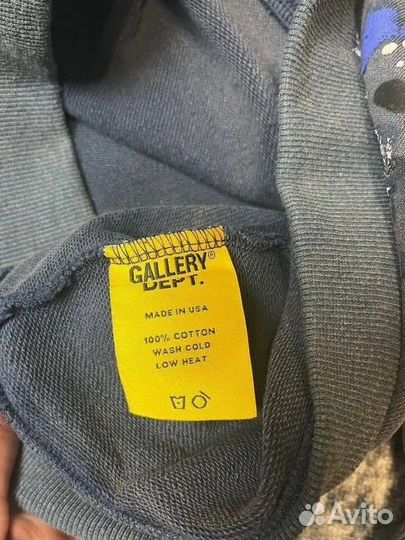 GALLERY®
DEPT.
MADE IN USA
100% COTTON
WASH COLD
LOW HEAT
Avito